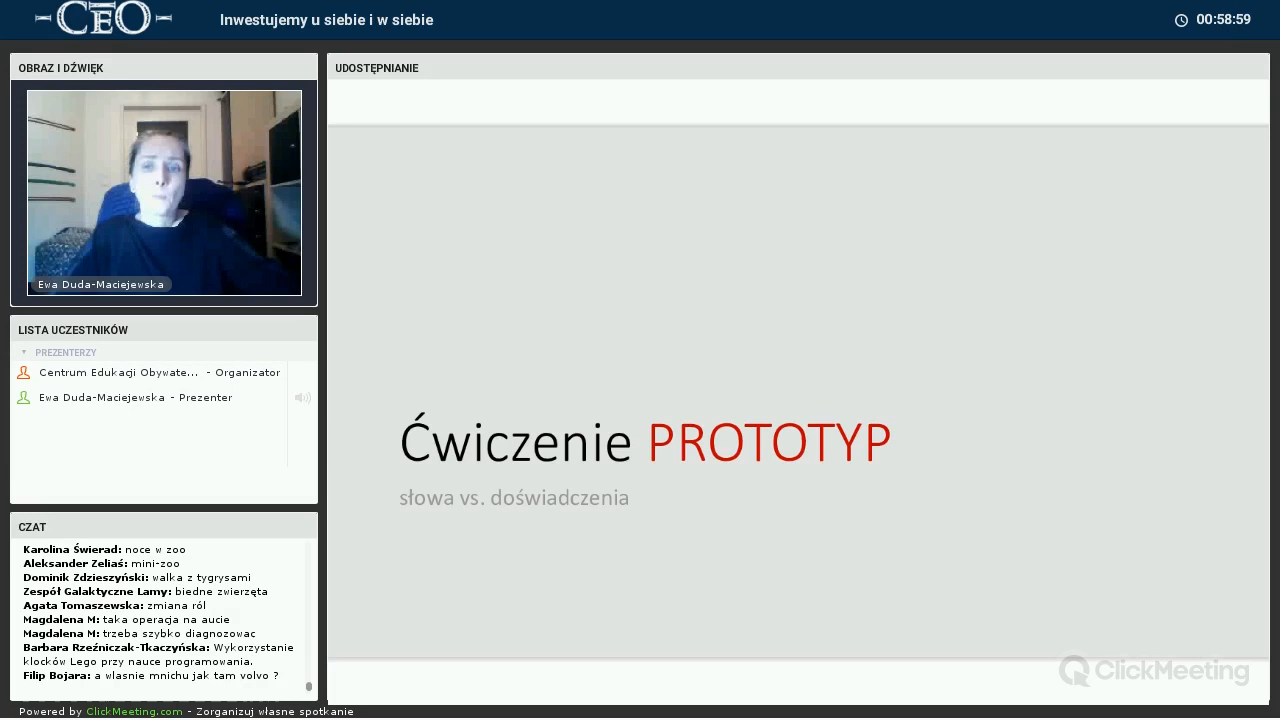 CEO
Inwestujemy u siebie i w siebie
00:58:59
OBRAZ I DŹWIĘK
Ewa Duda-Maciejewska
LISTA UCZESTNIKÓW
PREZENTERZY
Centrum Edukacji Obywate... - Organizator
Ewa Duda-Maciejewska - Prezenter
CZAT
Karolina Świerad: noce w zoo
Aleksander Zeliaś: mini-zoo
Dominik Zdzieszyński: walka z tygrysami
Zespół Galaktyczne Lamy: biedne zwierzęta
Agata Tomaszewska: zmiana ról
Magdalena M: taka operacja na aucie
Magdalena M: trzeba szybko diagnozowac
Barbara Rzeźniczak-Tkaczyńska: Wykorzystanie
klocków Lego przy nauce programowania.
Filip Bojara: a wlasnie mnichu jak tam volvo ?
Powered by ClickMeeting.com - Zorganizuj własne spotkanie
UDOSTĘPNIANIE
Ćwiczenie PROTOTYP
słowa vs. doświadczenia
ClickMeeting